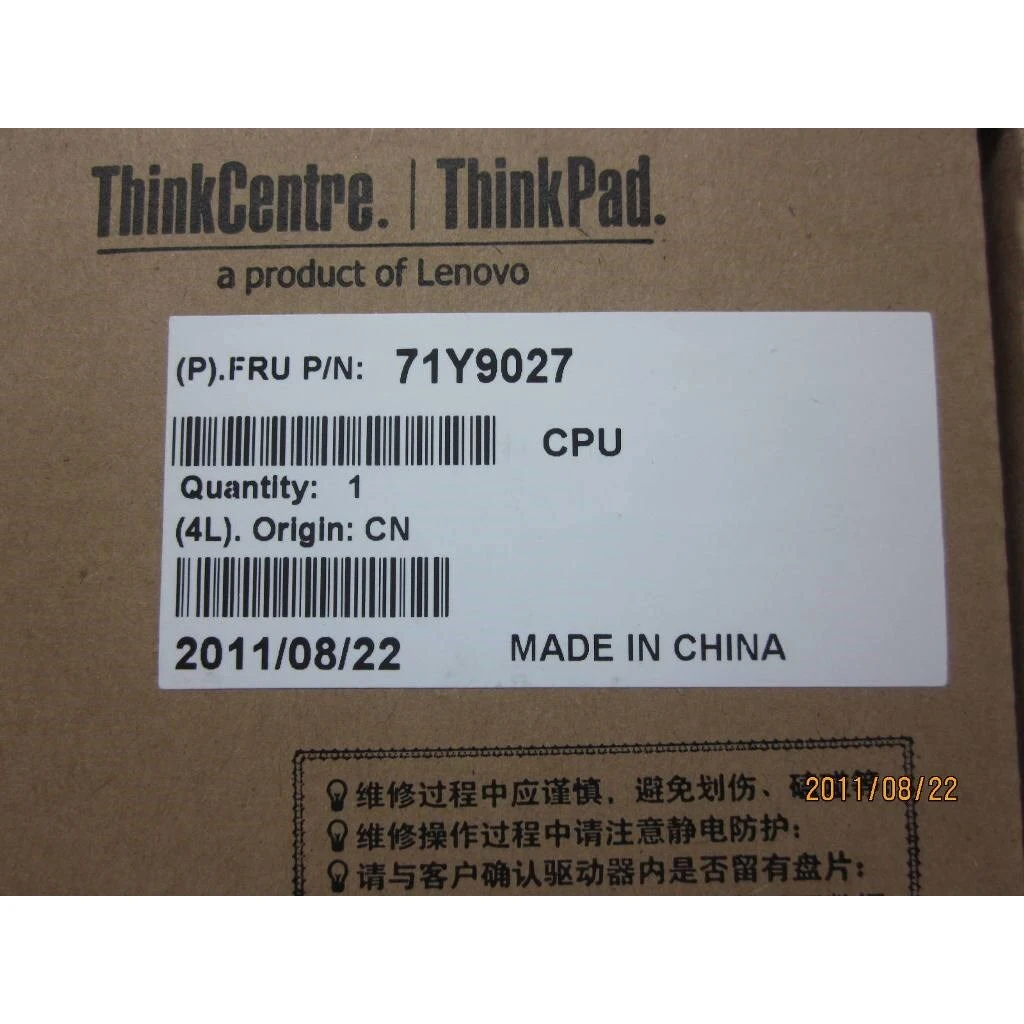 ThinkCentre. | ThinkPad.
a product of Lenovo
(P).FRU P/N: 71Y9027
CPU
Quantity: 1
(4L). Origin: CN
2011/08/22 MADE IN CHINA
维修过程中应谨慎，避免划伤、
2011/08/22
维修操作过程中请注意静电防护：
请与客户确认驱动器内是否留有盘片：